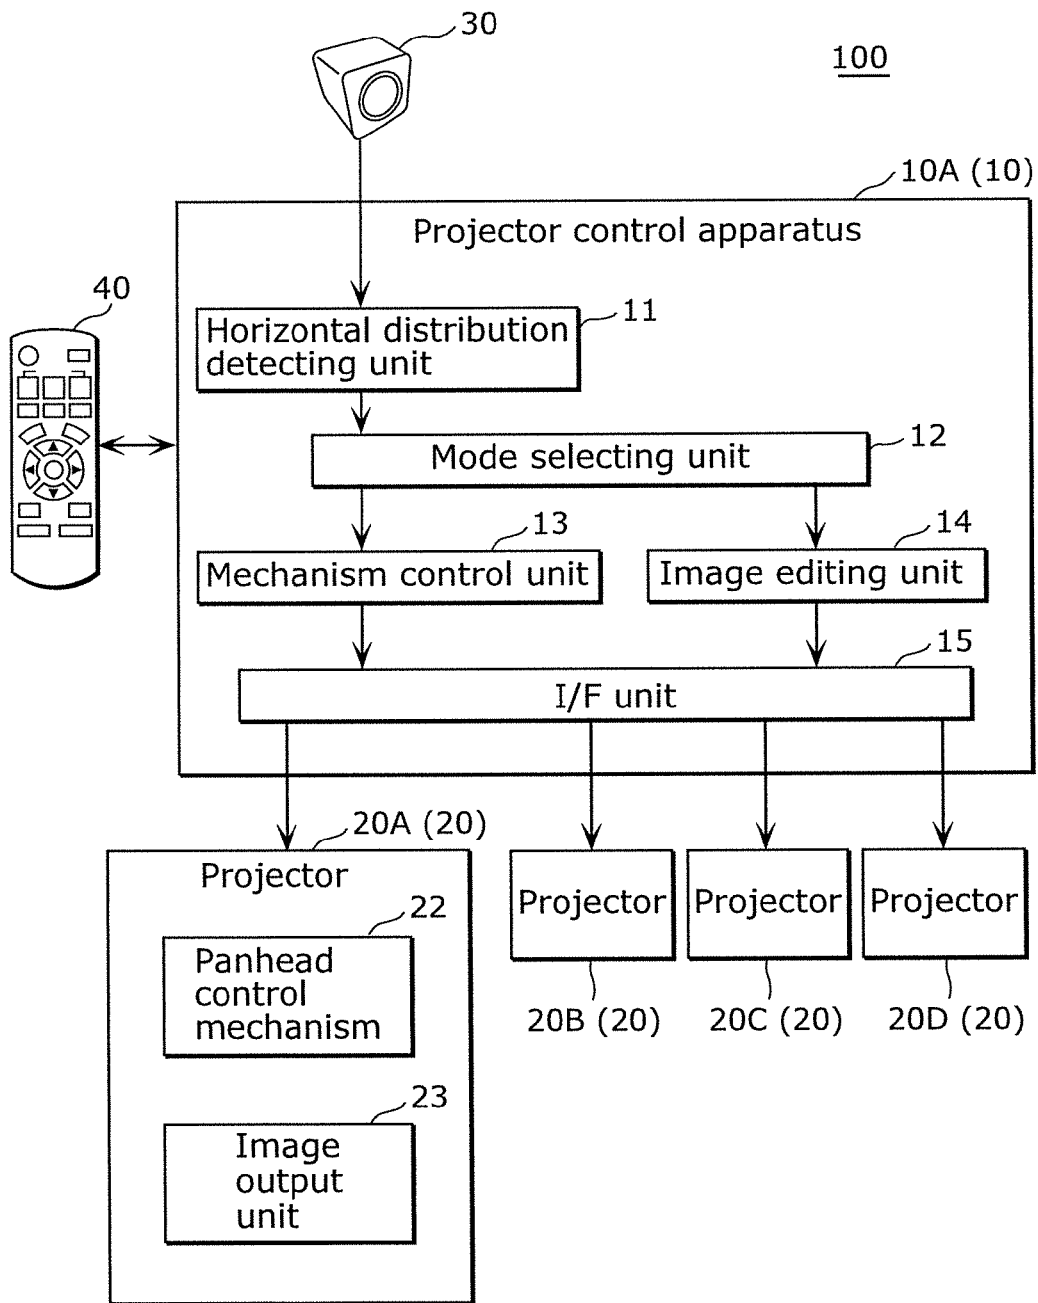 30
100
10A (10)
Projector control apparatus
40
11
Horizontal distribution
detecting unit
12
Mode selecting unit
13
14
Mechanism control unit
Image editing unit
15
I/F unit
20A (20)
Projector
22
Panhead
control
mechanism
23
Image
output
unit
Projector
Projector
Projector
20B (20)
20C (20)
20D (20)